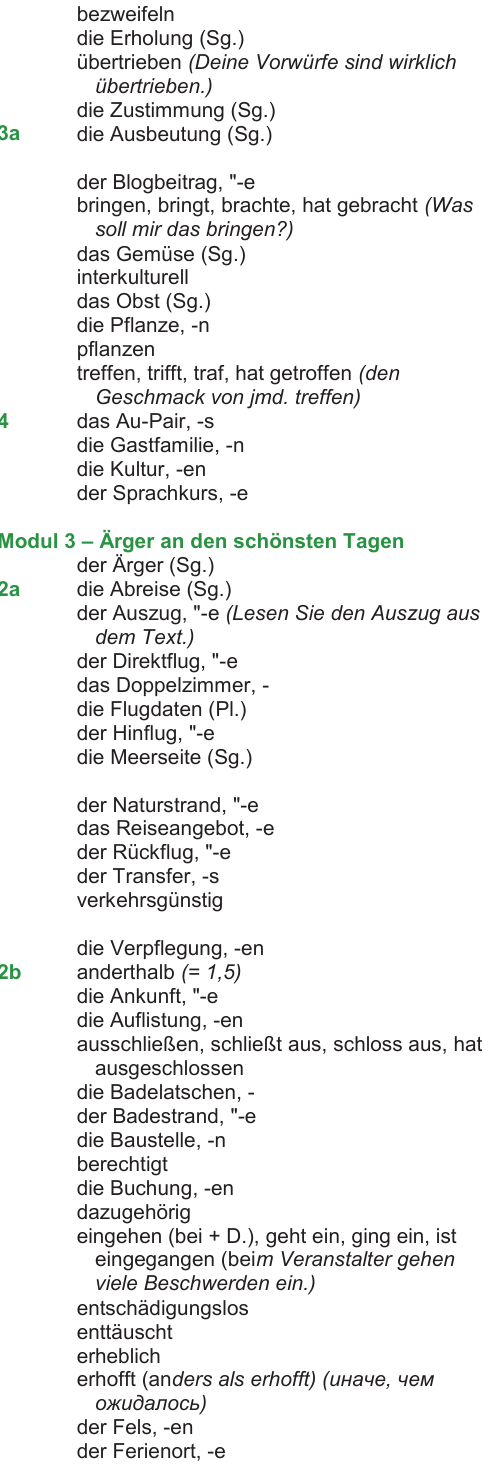 bezweifeln
die Erholung (Sg.)
übertrieben (Deine Vorwürfe sind wirklich
übertrieben.)
die Zustimmung (Sg.)
3a die Ausbeutung (Sg.)
der Blogbeitrag, "-e
bringen, bringt, brachte, hat gebracht (Was
soll mir das bringen?)
das Gemüse (Sg.)
interkulturell
das Obst (Sg.)
die Pflanze, -n
pflanzen
treffen, trifft, traf, hat getroffen (den
Geschmack von jmd. treffen)
4 das Au-Pair, -s
die Gastfamilie, -n
die Kultur, -en
der Sprachkurs, -e
Modul 3 – Ärger an den schönsten Tagen
der Ärger (Sg.)
2a die Abreise (Sg.)
der Auszug, "-e (Lesen Sie den Auszug aus
dem Text.)
der Direktflug, "-e
das Doppelzimmer, -
die Flugdaten (Pl.)
der Hinflug, "-e
die Meerseite (Sg.)
der Naturstrand, "-e
das Reiseangebot, -e
der Rückflug, "-e
der Transfer, -s
verkehrsgünstig
die Verpflegung, -en
2b anderthalb (= 1,5)
die Ankunft, "-e
die Auflistung, -en
ausschließen, schließt aus, schloss aus, hat
ausgeschlossen
die Badelatschen, -
der Badestrand, "-e
die Baustelle, -n
berechtigt
die Buchung, -en
dazugehörig
eingehen (bei + D.), geht ein, ging ein, ist
eingegangen (beim Veranstalter gehen
viele Beschwerden ein.)
entschädigungslos
enttäuscht
erheblich
erhofft (anders als erhofft) (иначе, чем
ожидалось)
der Fels, -en
der Ferienort, -e